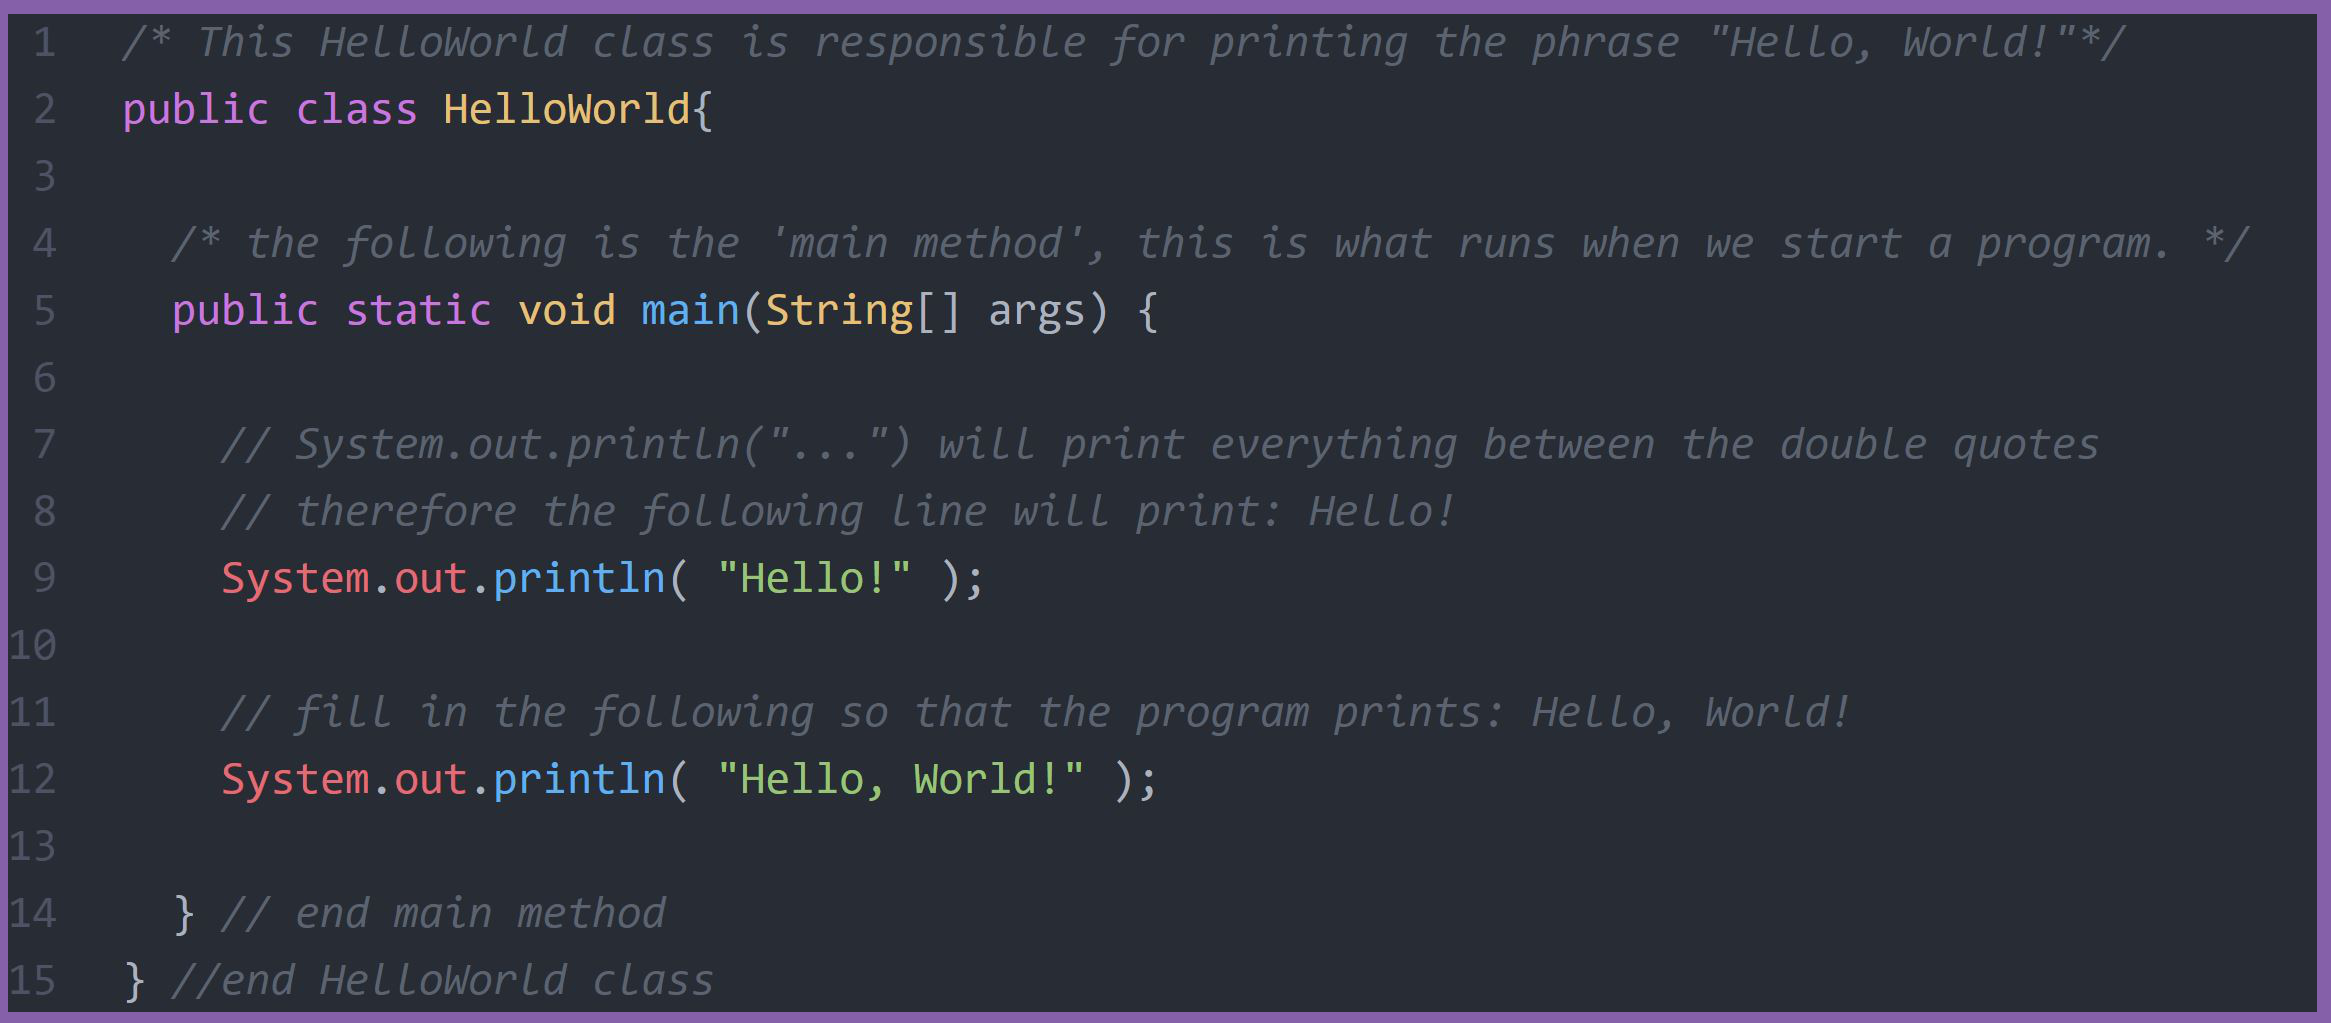 1 /* This HelloWorld class is responsible for printing the phrase "Hello, World!"*/
2 public class HelloWorld{
3
4 /* the following is the 'main method', this is what runs when we start a program. */
5 public static void main(String[] args) {
6
7 // System.out.println("...") will print everything between the double quotes
8 // therefore the following line will print: Hello!
9 System.out.println( "Hello!" );
10
11 // fill in the following so that the program prints: Hello, World!
12 System.out.println( "Hello, World!" );
13
14 } // end main method
15 } //end HelloWorld class